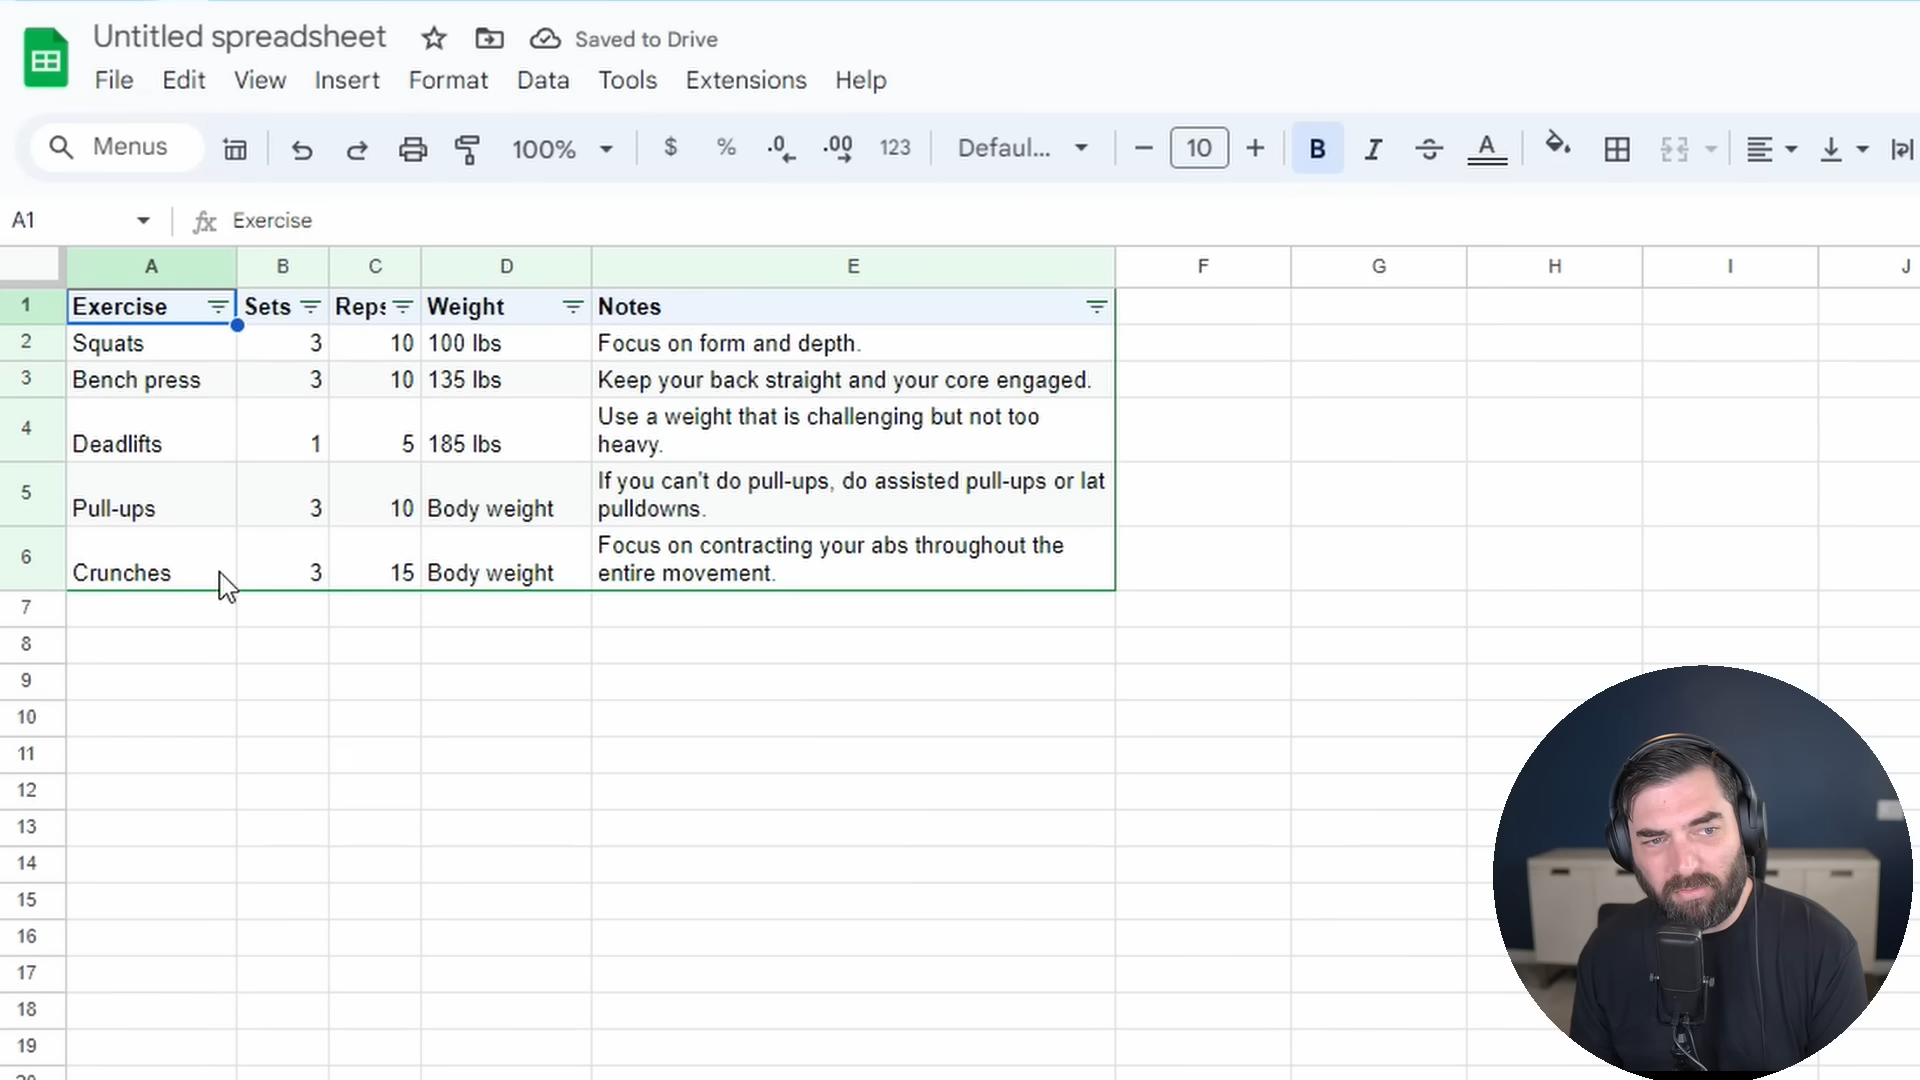 Untitled spreadsheet Saved to Drive
File Edit View Insert Format Data Tools Extensions Help
Menus 100% $ % .0 .00 123 Defaul... 10 B I A
A1 fx Exercise
A B C D E F G H I J
1 Exercise Sets Reps Weight Notes
2 Squats 3 10 100 lbs Focus on form and depth.
3 Bench press 3 10 135 lbs Keep your back straight and your core engaged.
4 Deadlifts 1 5 185 lbs Use a weight that is challenging but not too
heavy.
5 Pull-ups 3 10 Body weight If you can't do pull-ups, do assisted pull-ups or lat
pulldowns.
6 Crunches 3 15 Body weight Focus on contracting your abs throughout the
entire movement.
7
8
9
10
11
12
13
14
15
16
17
18
19